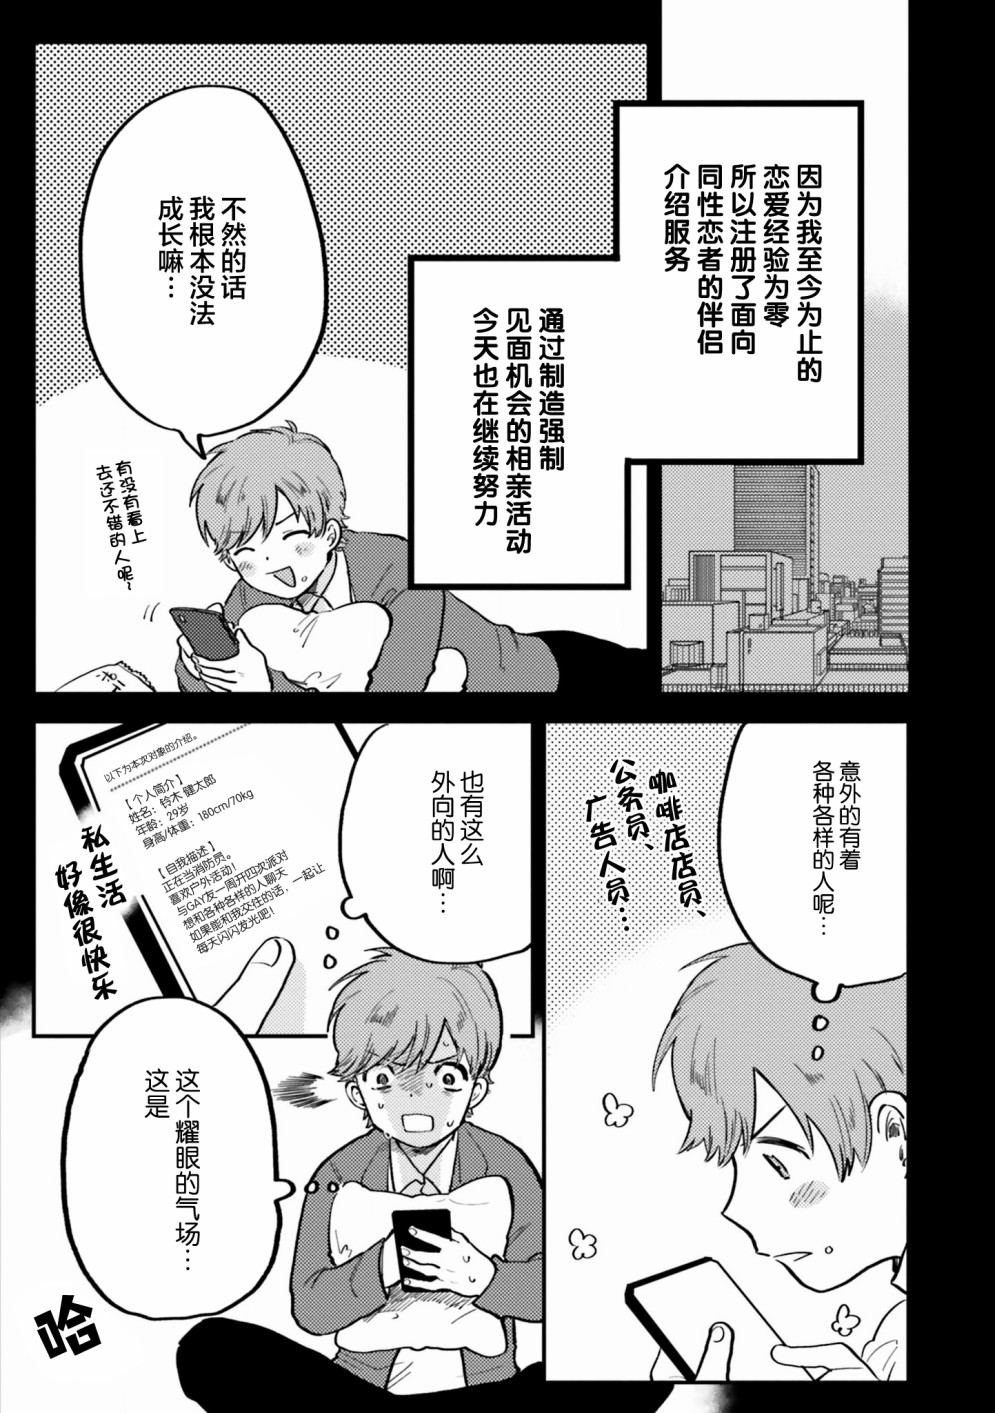 因为我至今为止的
恋爱经验为零
所以注册了面向
同性恋者的伴侣
介绍服务
通过制造强制
见面机会的相亲活动
今天也在继续努力
不然的话
我根本没法
成长嘛…
有没有看上
去还不错的人呢~
意外的有着
各种各样的人呢…
咖啡店店员、
公务员、
广告人员…
也有这么
外向的人啊…
以下为本次对象的介绍。
【个人简介】
姓名：铃木 健太郎
年龄：29岁
身高/体重：180cm/70kg
【自我描述】
正在当消防员。
喜欢户外活动！
与GAY友一周开四次派对
想和各种各样的人聊天
如果能和我交往的话，一起让
每天闪闪发光吧！
私生活
好像很快乐
这个耀眼的气场…
这是
哈